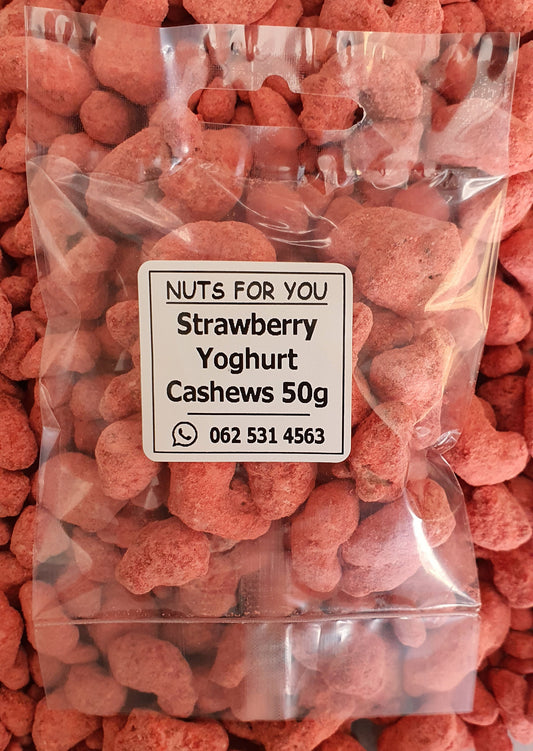 NUTS FOR YOU
Strawberry
Yoghurt
Cashews 50g
062 531 4563